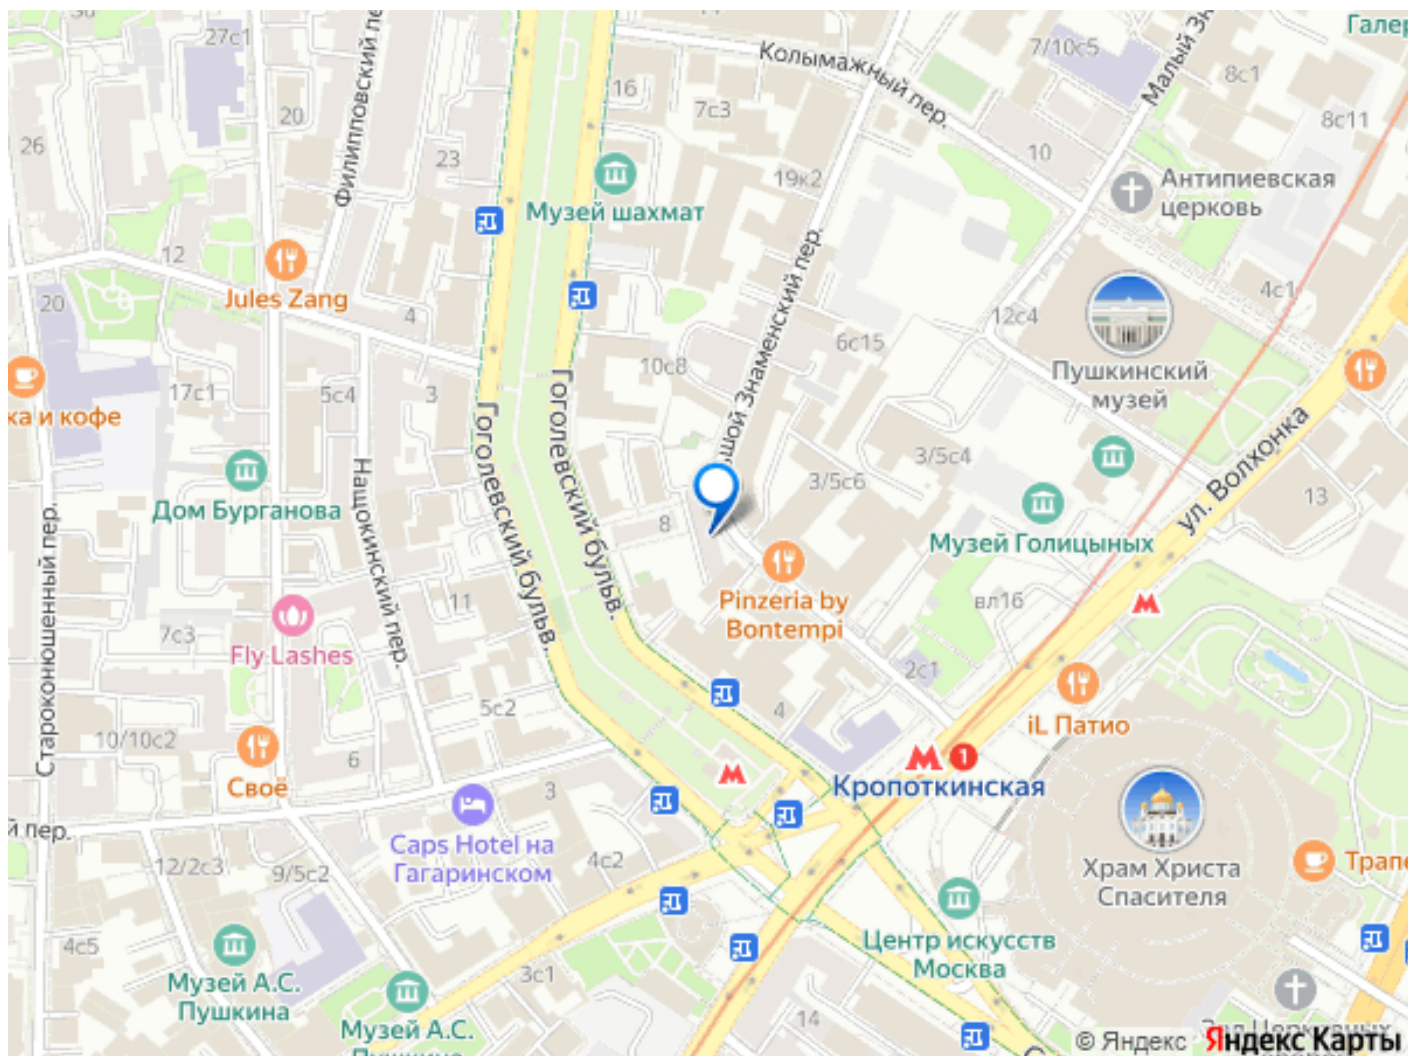 27с1
Филипповский пе
20
26
23
16
7с3
Колымажный пер.
7/10с5
Малый Зн
Галер
8с1
8с11
10
19к2
Музей шахмат
Антипиевская
церковь
12
20
Jules Zang
4
Большой Знаменский пер.
6с15
12с4
4с1
10с8
Пушкинский
музей
17с1
5с4
3
ка и кофе
Гоголевский бульв.
Гоголевский бульв.
3/5с4
3/5с6
ул. Волхонка
13
Дом Бурганова
Нащокинский пер.
8
Музей Голицыных
Староконюшенный пер.
Pinzeria by
Bontempi
вл16
11
7с3
Fly Lashes
2с1
5с2
4
iL Патио
10/10с2
6
Своё
3
Кропоткинская
1
й пер.
Caps Hotel на
Гагаринском
4с2
12/2с3
9/5с2
Храм Христа
Спасителя
Трапе
4с5
Музей А.С.
Пушкина
3с1
Центр искусств
Москва
Музей А.С.
14
© Яндекс
Яндекс Карты